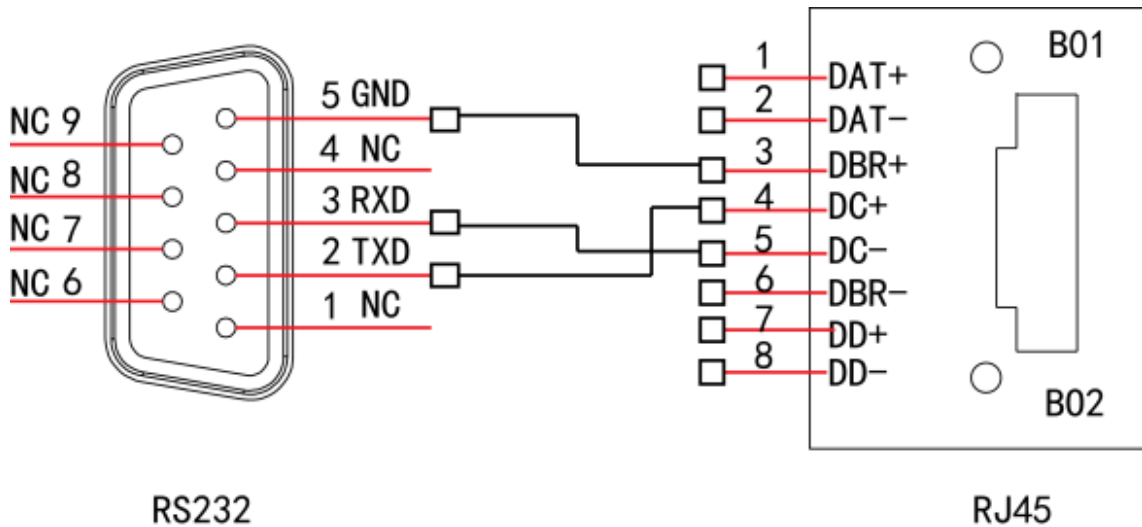 NC 9
NC 8
NC 7
NC 6
5 GND
4 NC
3 RXD
2 TXD
1 NC
1 DAT+
2 DAT-
3 DBR+
4 DC+
5 DC-
6 DBR-
7 DD+
8 DD-
B01
B02
RS232
RJ45